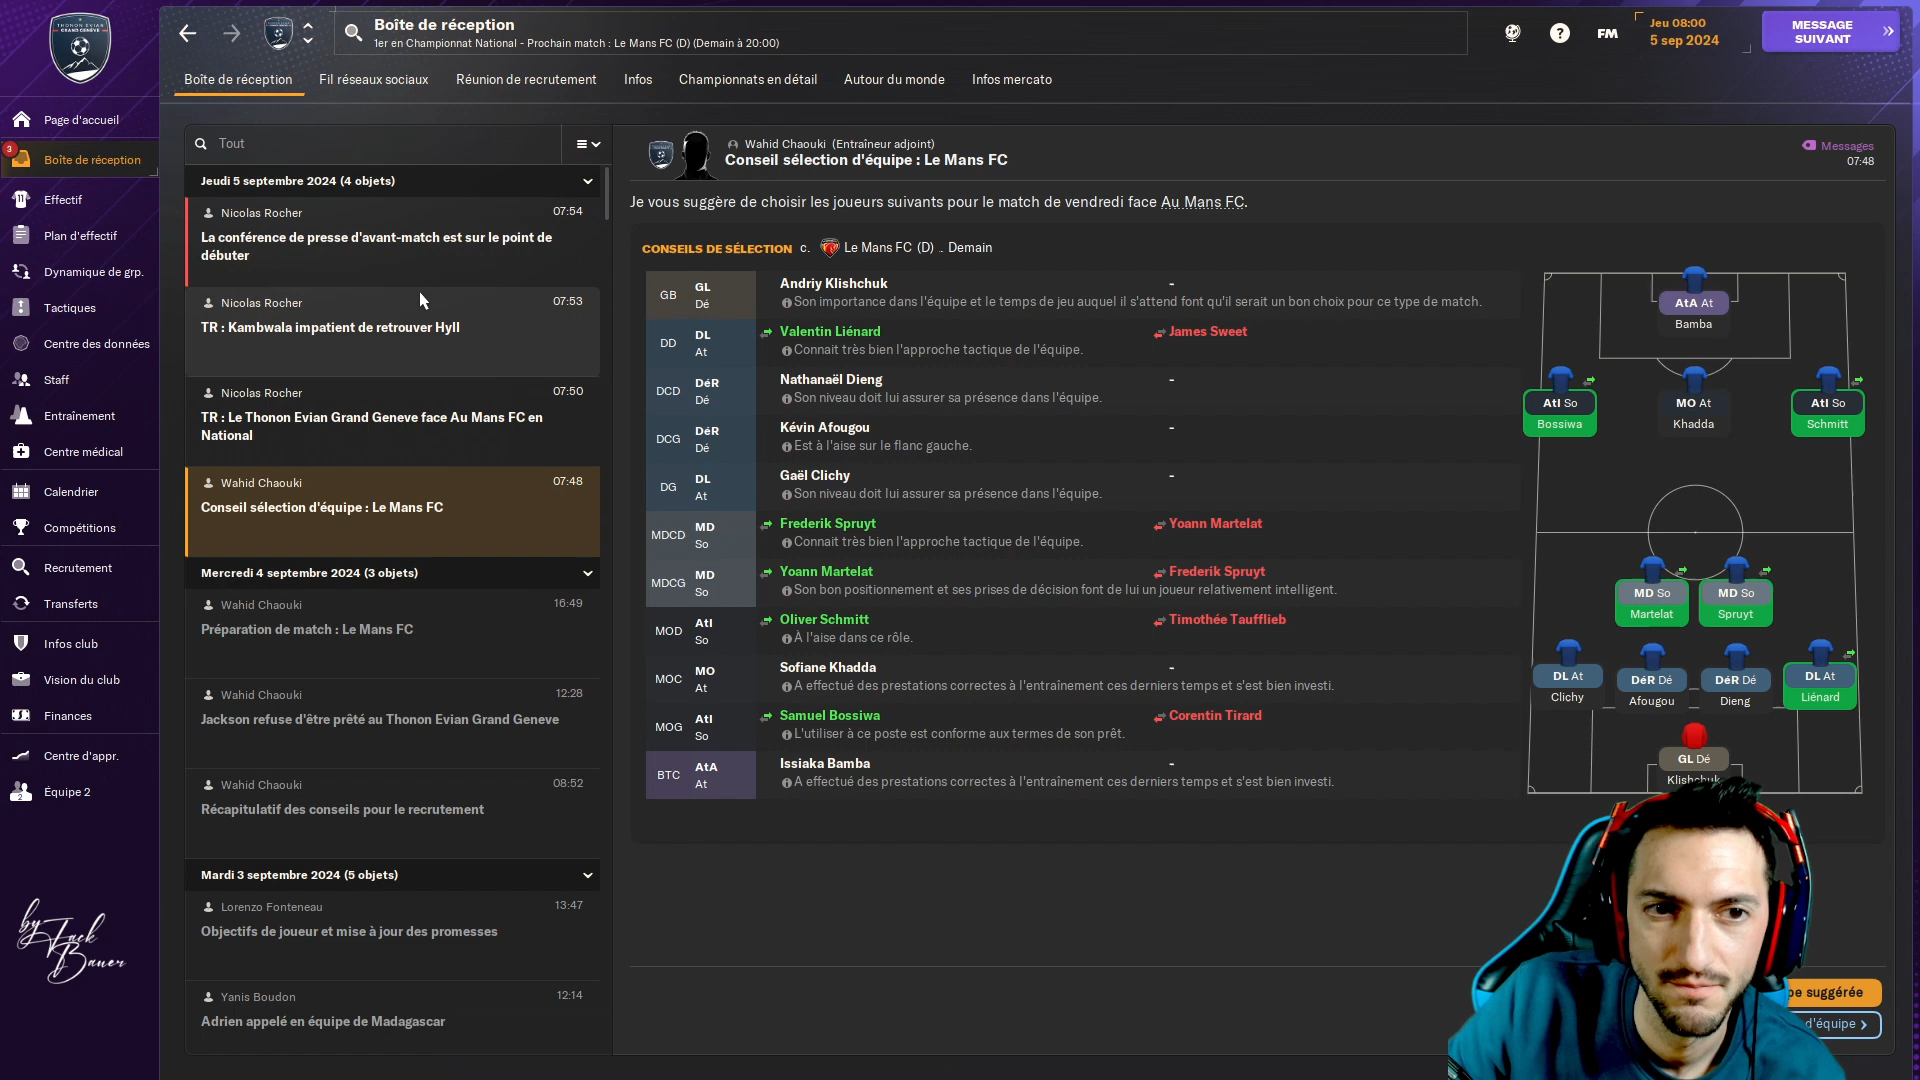 THONON EVIAN
GRAND GENÈVE
Boîte de réception
1er en Championnat National - Prochain match : Le Mans FC (D) (Demain à 20:00)
FM
Jeu 08:00
5 sep 2024
MESSAGE
SUIVANT
Boîte de réception
Fil réseaux sociaux
Réunion de recrutement
Infos
Championnats en détail
Autour du monde
Infos mercato
Page d'accueil
3
Boîte de réception
Effectif
Plan d'effectif
Dynamique de grp.
Tactiques
Centre des données
Staff
Entraînement
Centre médical
Calendrier
Compétitions
Recrutement
Transferts
Infos club
Vision du club
Finances
Centre d'appr.
2
Équipe 2
by Jack
Bauer
Tout
Jeudi 5 septembre 2024 (4 objets)
Nicolas Rocher 07:54
La conférence de presse d'avant-match est sur le point de
débuter
Nicolas Rocher 07:53
TR : Kambwala impatient de retrouver Hyll
Nicolas Rocher 07:50
TR : Le Thonon Evian Grand Geneve face Au Mans FC en
National
Wahid Chaouki 07:48
Conseil sélection d'équipe : Le Mans FC
Mercredi 4 septembre 2024 (3 objets)
Wahid Chaouki 16:49
Préparation de match : Le Mans FC
Wahid Chaouki 12:28
Jackson refuse d'être prêté au Thonon Evian Grand Geneve
Wahid Chaouki 08:52
Récapitulatif des conseils pour le recrutement
Mardi 3 septembre 2024 (5 objets)
Lorenzo Fonteneau 13:47
Objectifs de joueur et mise à jour des promesses
Yanis Boudon 12:14
Adrien appelé en équipe de Madagascar
Wahid Chaouki (Entraîneur adjoint)
Conseil sélection d'équipe : Le Mans FC
Messages
07:48
Je vous suggère de choisir les joueurs suivants pour le match de vendredi face Au Mans FC.
CONSEILS DE SÉLECTION c. Le Mans FC (D) . Demain
GB GL Dé Andriy Klishchuk -
Son importance dans l'équipe et le temps de jeu auquel il s'attend font qu'il serait un bon choix pour ce type de match.
DD DL At Valentin Liénard James Sweet
Connait très bien l'approche tactique de l'équipe.
DCD DéR Dé Nathanaël Dieng -
Son niveau doit lui assurer sa présence dans l'équipe.
DCG DéR Dé Kévin Afougou -
Est à l'aise sur le flanc gauche.
DG DL At Gaël Clichy -
Son niveau doit lui assurer sa présence dans l'équipe.
MDCD MD So Frederik Spruyt Yoann Martelat
Connait très bien l'approche tactique de l'équipe.
MDCG MD So Yoann Martelat Frederik Spruyt
Son bon positionnement et ses prises de décision font de lui un joueur relativement intelligent.
MOD AtI So Oliver Schmitt Timothée Taufflieb
À l'aise dans ce rôle.
MOC MO At Sofiane Khadda -
A effectué des prestations correctes à l'entraînement ces derniers temps et s'est bien investi.
MOG AtI So Samuel Bossiwa Corentin Tirard
L'utiliser à ce poste est conforme aux termes de son prêt.
BTC AtA At Issiaka Bamba -
A effectué des prestations correctes à l'entraînement ces derniers temps et s'est bien investi.
AtA At
Bamba
AtI So
Bossiwa
MO At
Khadda
AtI So
Schmitt
MD So
Martelat
MD So
Spruyt
DL At
Clichy
DéR Dé
Afougou
DéR Dé
Dieng
DL At
Liénard
GL Dé
Klishchuk
pe suggérée
d'équipe